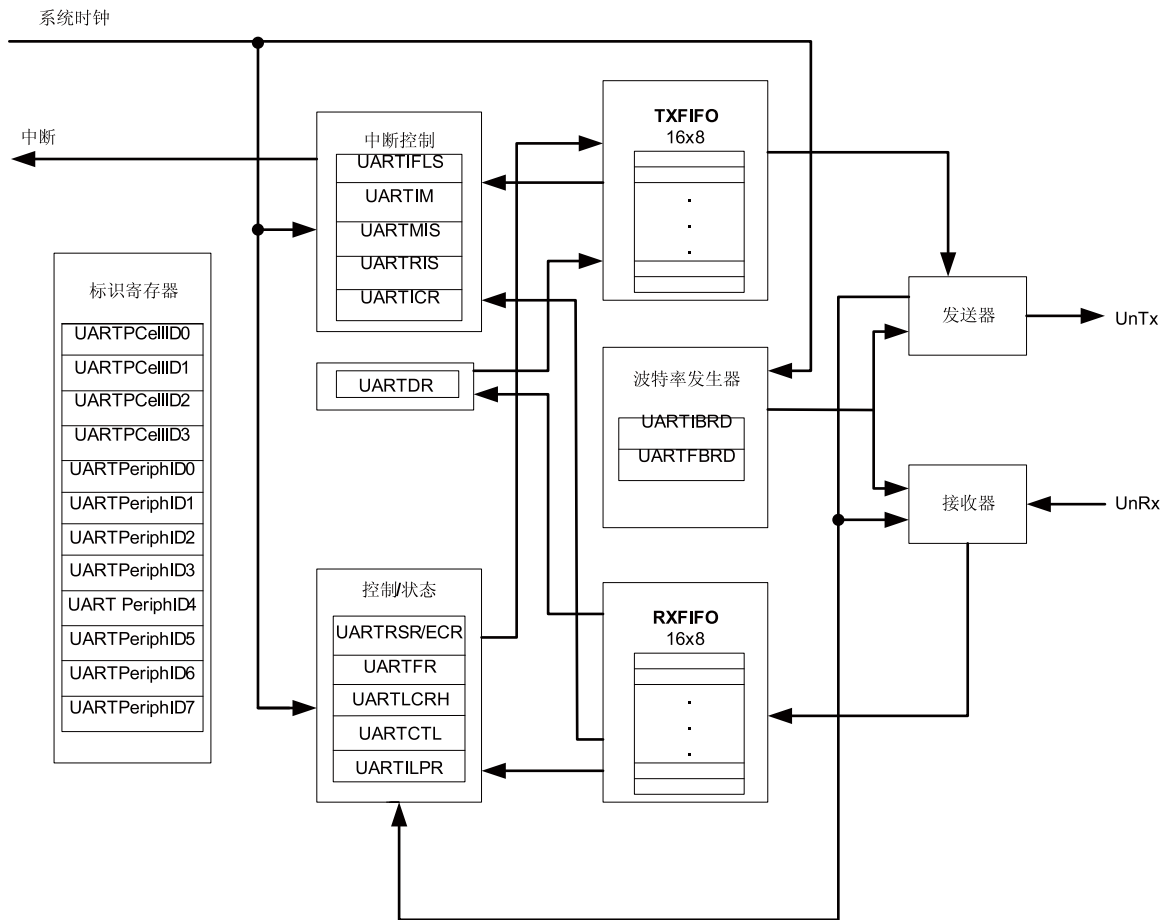 系统时钟
中断
标识寄存器
UARTPCellID0
UARTPCellID1
UARTPCellID2
UARTPCellID3
UARTPeriphID0
UARTPeriphID1
UARTPeriphID2
UARTPeriphID3
UART PeriphID4
UARTPeriphID5
UARTPeriphID6
UARTPeriphID7
中断控制
UARTIFLS
UARTIM
UARTMIS
UARTRIS
UARTICR
UARTDR
控制/状态
UARTRSR/ECR
UARTFR
UARTLCRH
UARTCTL
UARTILPR
TXFIFO
16x8
波特率发生器
UARTIBRD
UARTFBRD
RXFIFO
16x8
发送器
UnTx
接收器
UnRx